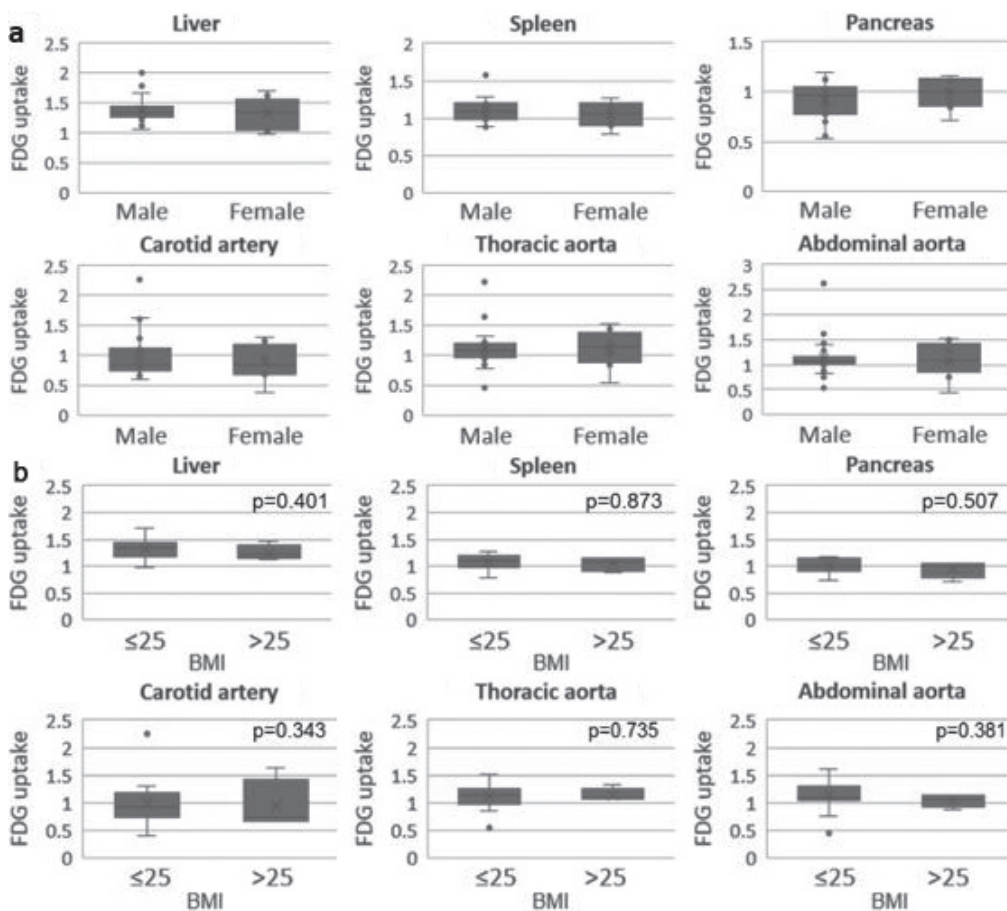 a
Liver
Spleen
Pancreas
FDG uptake
2.5
2
1.5
1
0.5
0
FDG uptake
2
1.5
1
0.5
0
FDG uptake
1.5
1
0.5
0
Male Female
Male Female
Male Female
Carotid artery
Thoracic aorta
Abdominal aorta
FDG uptake
2.5
2
1.5
1
0.5
0
FDG uptake
2.5
2
1.5
1
0.5
0
FDG uptake
3
2.5
2
1.5
1
0.5
0
Male Female
Male Female
Male Female
b
Liver
Spleen
Pancreas
FDG uptake
2.5
2
1.5
1
0.5
0
p=0.401
FDG uptake
2.5
2
1.5
1
0.5
0
p=0.873
FDG uptake
2.5
2
1.5
1
0.5
0
p=0.507
≤25 >25
BMI
≤25 >25
BMI
≤25 >25
BMI
Carotid artery
Thoracic aorta
Abdominal aorta
FDG uptake
2.5
2
1.5
1
0.5
0
p=0.343
FDG uptake
2.5
2
1.5
1
0.5
0
p=0.735
FDG uptake
2.5
2
1.5
1
0.5
0
p=0.381
≤25 >25
BMI
≤25 >25
BMI
≤25 >25
BMI